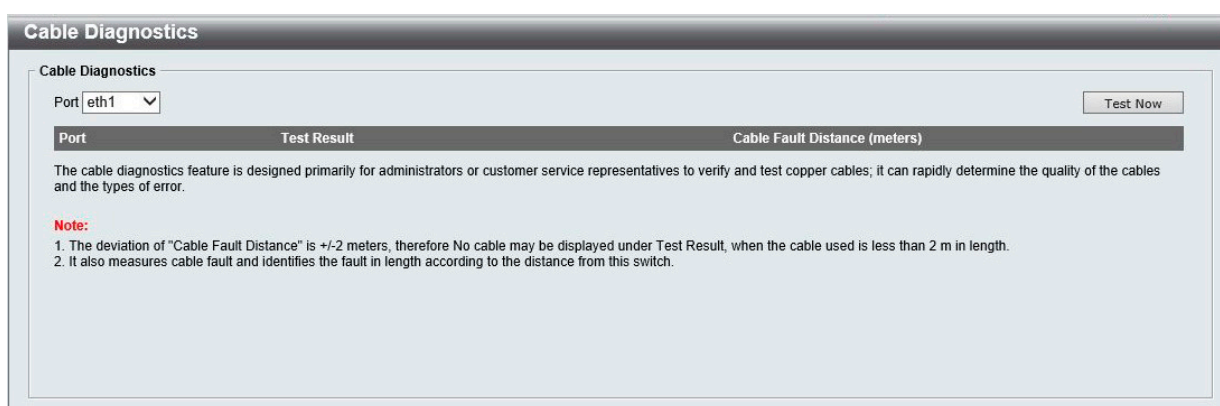 Cable Diagnostics
Cable Diagnostics
Port eth1 Test Now
Port Test Result Cable Fault Distance (meters)
The cable diagnostics feature is designed primarily for administrators or customer service representatives to verify and test copper cables; it can rapidly determine the quality of the cables
and the types of error.
Note:
1. The deviation of "Cable Fault Distance" is +/-2 meters, therefore No cable may be displayed under Test Result, when the cable used is less than 2 m in length.
2. It also measures cable fault and identifies the fault in length according to the distance from this switch.